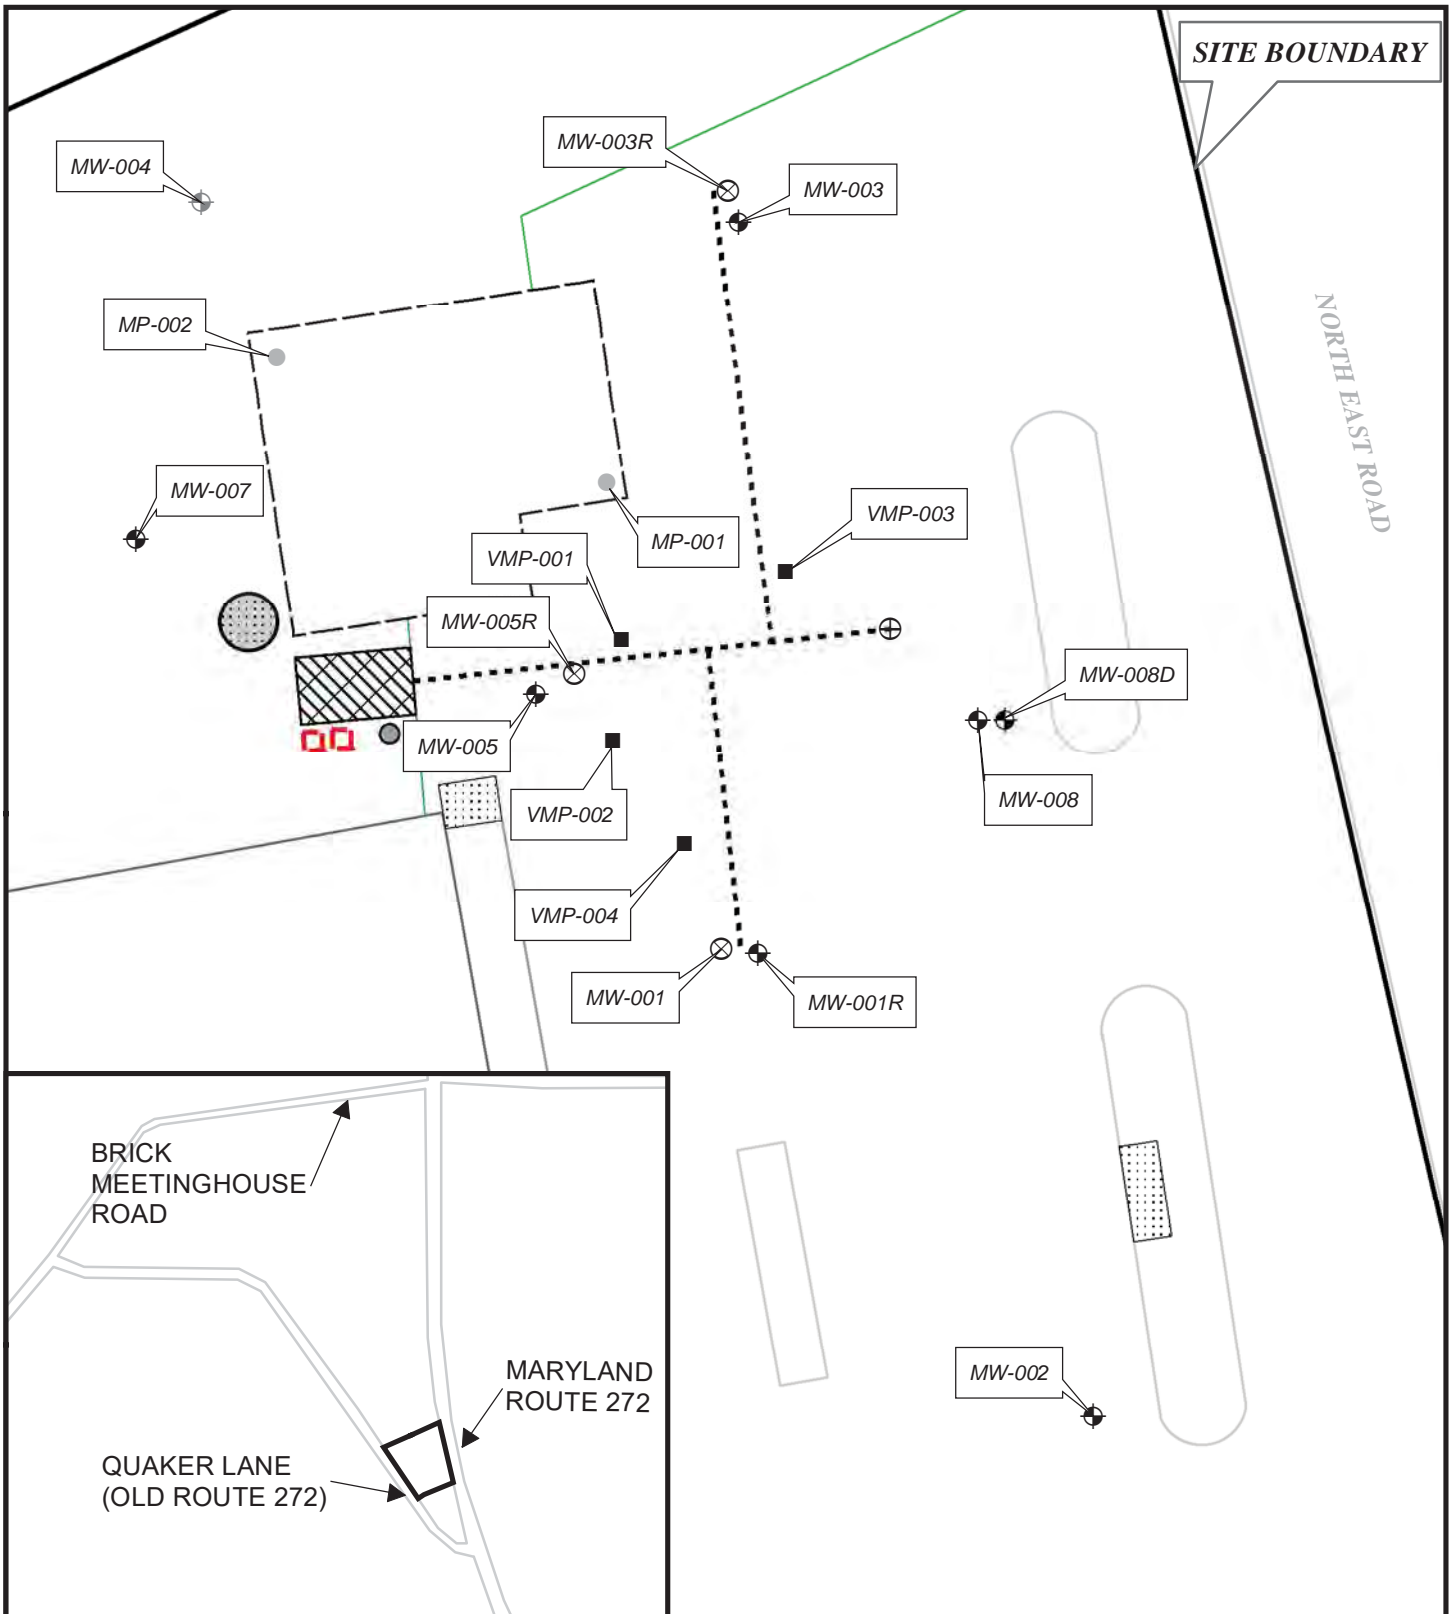 SITE BOUNDARY
MW-003R
MW-004
MW-003
MP-002
NORTH EAST ROAD
MW-007
VMP-003
MP-001
VMP-001
MW-005R
MW-008D
MW-005
MW-008
VMP-002
VMP-004
MW-001
MW-001R
BRICK
MEETINGHOUSE
ROAD
MARYLAND
ROUTE 272
MW-002
QUAKER LANE
(OLD ROUTE 272)